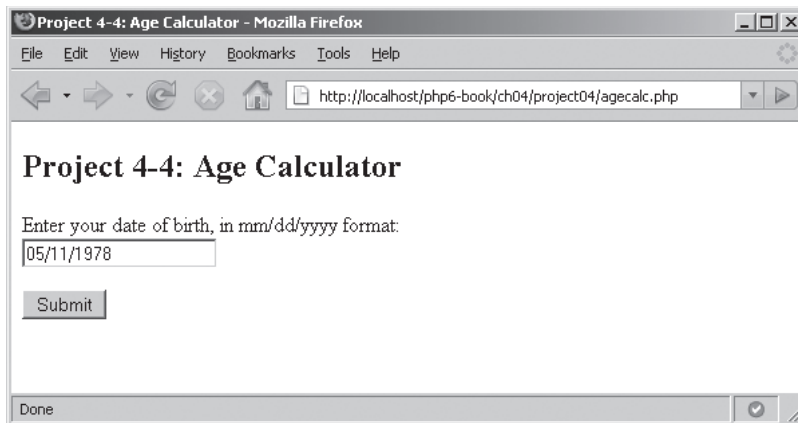 Project 4-4: Age Calculator - Mozilla Firefox
File Edit View History Bookmarks Tools Help
http://localhost/php6-book/ch04/project04/agecalc.php
Project 4-4: Age Calculator
Enter your date of birth, in mm/dd/yyyy format:
05/11/1978
Submit
Done